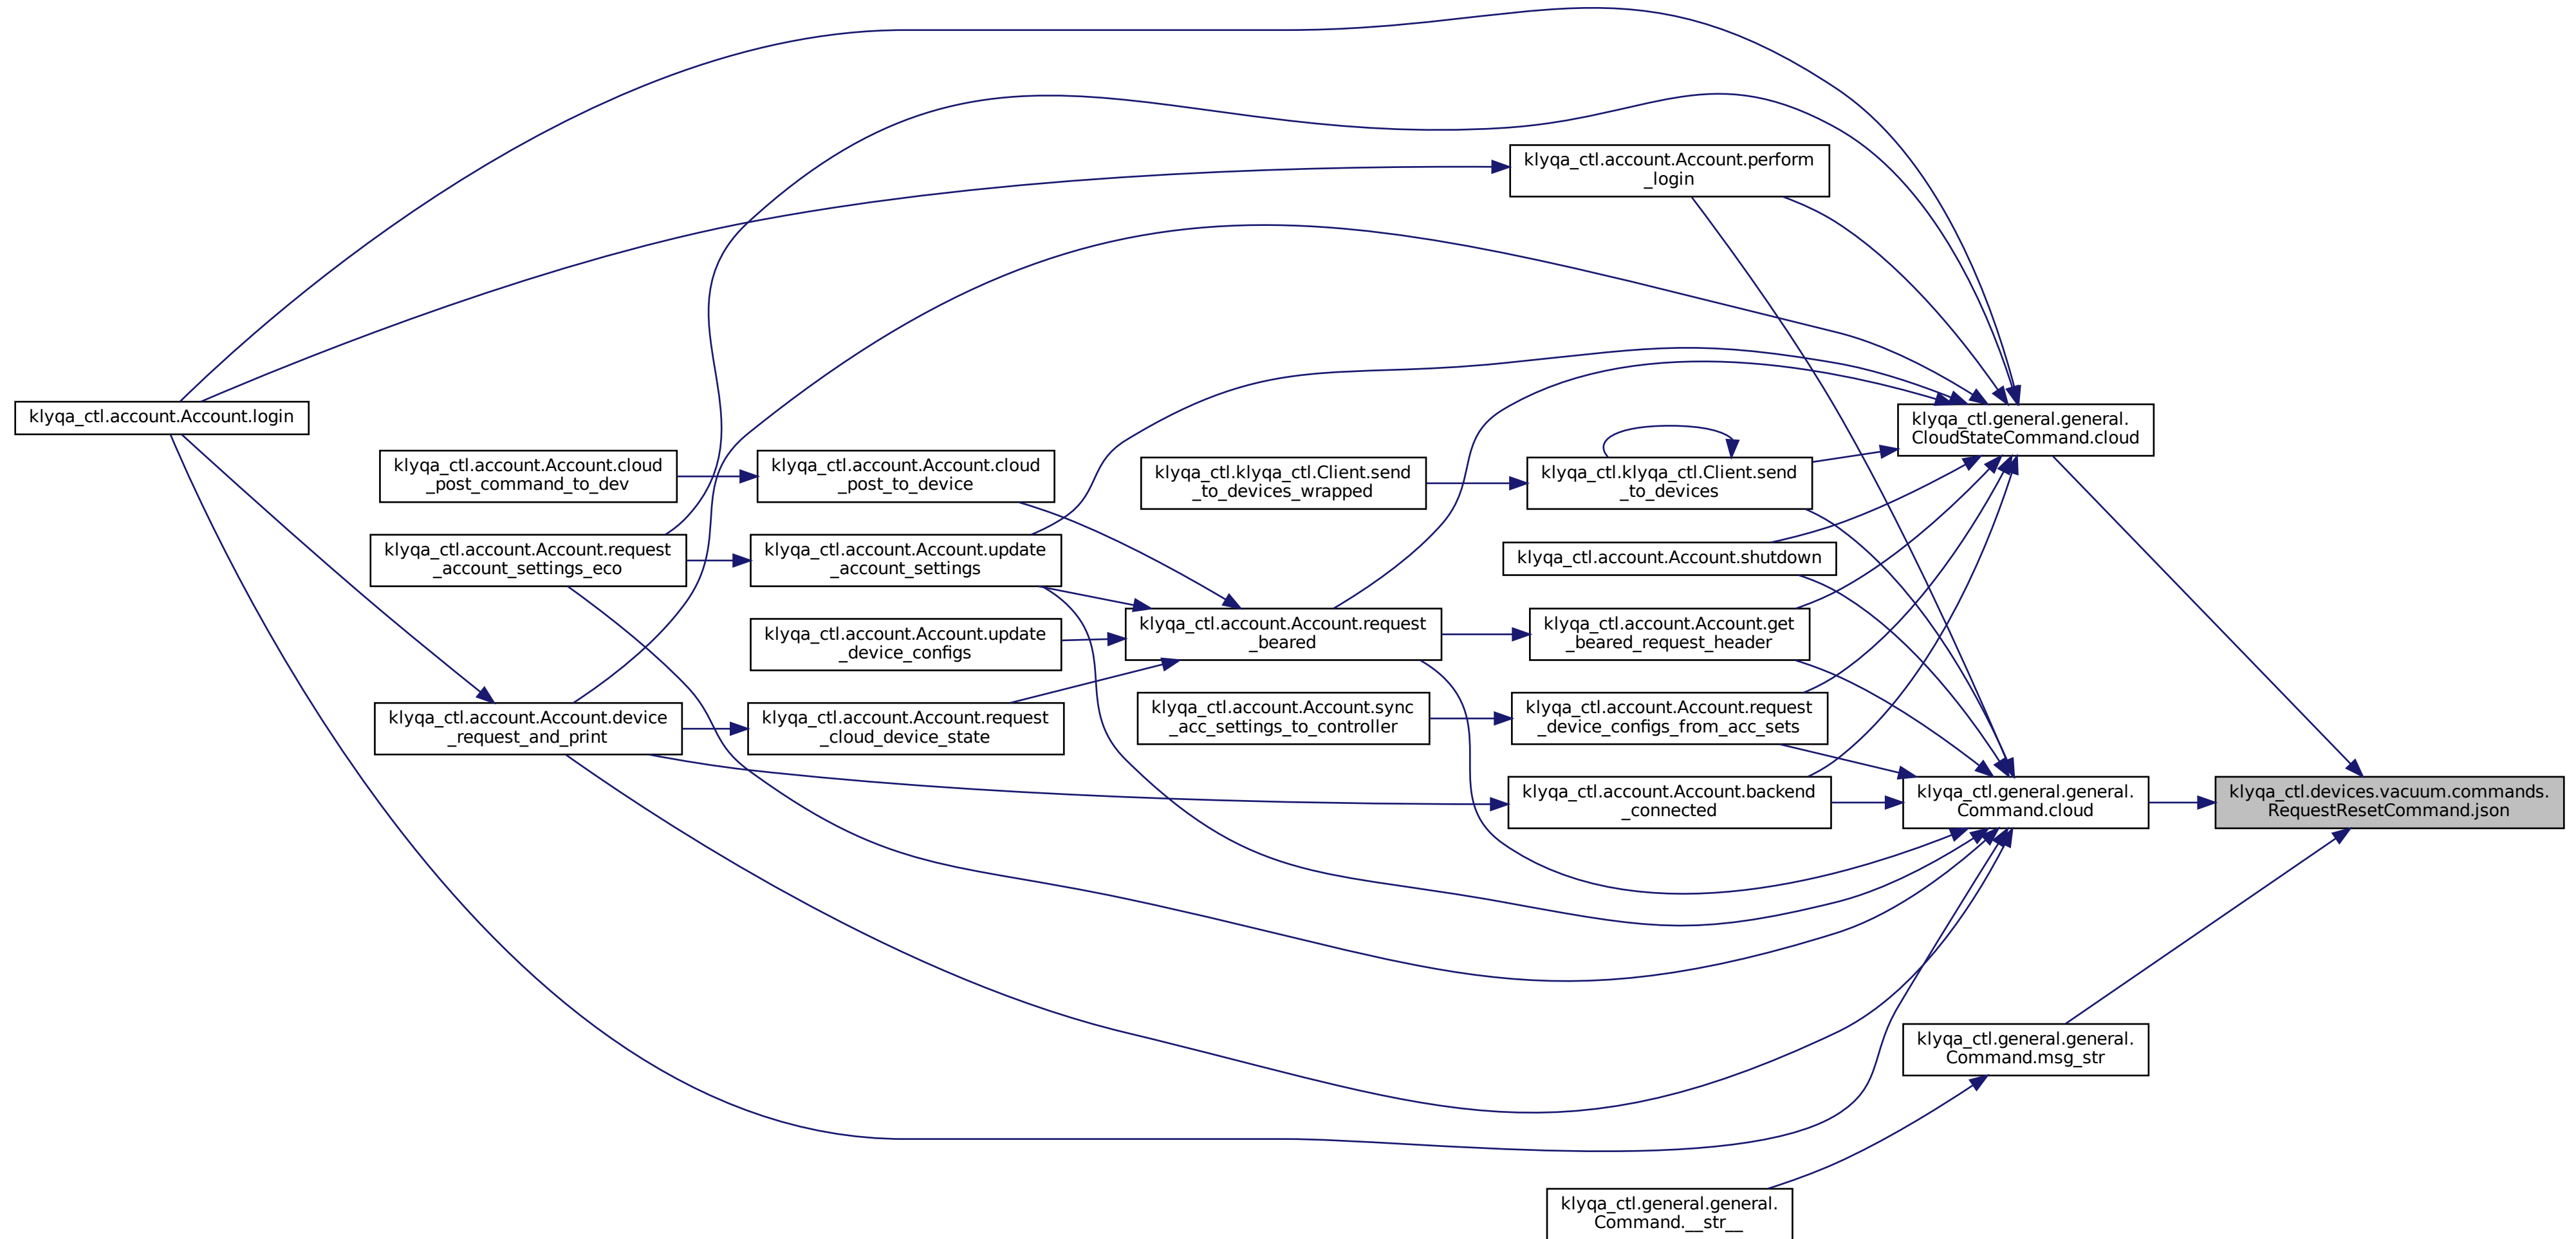 klyqa_ctl.account.Account.perform
_login
klyqa_ctl.account.Account.login
klyqa_ctl.general.general.
CloudStateCommand.cloud
klyqa_ctl.account.Account.cloud
_post_command_to_dev
klyqa_ctl.account.Account.cloud
_post_to_device
klyqa_ctl.klyqa_ctl.Client.send
_to_devices_wrapped
klyqa_ctl.klyqa_ctl.Client.send
_to_devices
klyqa_ctl.account.Account.request
_account_settings_eco
klyqa_ctl.account.Account.update
_account_settings
klyqa_ctl.account.Account.shutdown
klyqa_ctl.account.Account.update
_device_configs
klyqa_ctl.account.Account.request
_beared
klyqa_ctl.account.Account.get
_beared_request_header
klyqa_ctl.account.Account.device
_request_and_print
klyqa_ctl.account.Account.request
_cloud_device_state
klyqa_ctl.account.Account.sync
_acc_settings_to_controller
klyqa_ctl.account.Account.request
_device_configs_from_acc_sets
klyqa_ctl.account.Account.backend
_connected
klyqa_ctl.general.general.
Command.cloud
klyqa_ctl.devices.vacuum.commands.
RequestResetCommand.json
klyqa_ctl.general.general.
Command.msg_str
klyqa_ctl.general.general.
Command.__str__